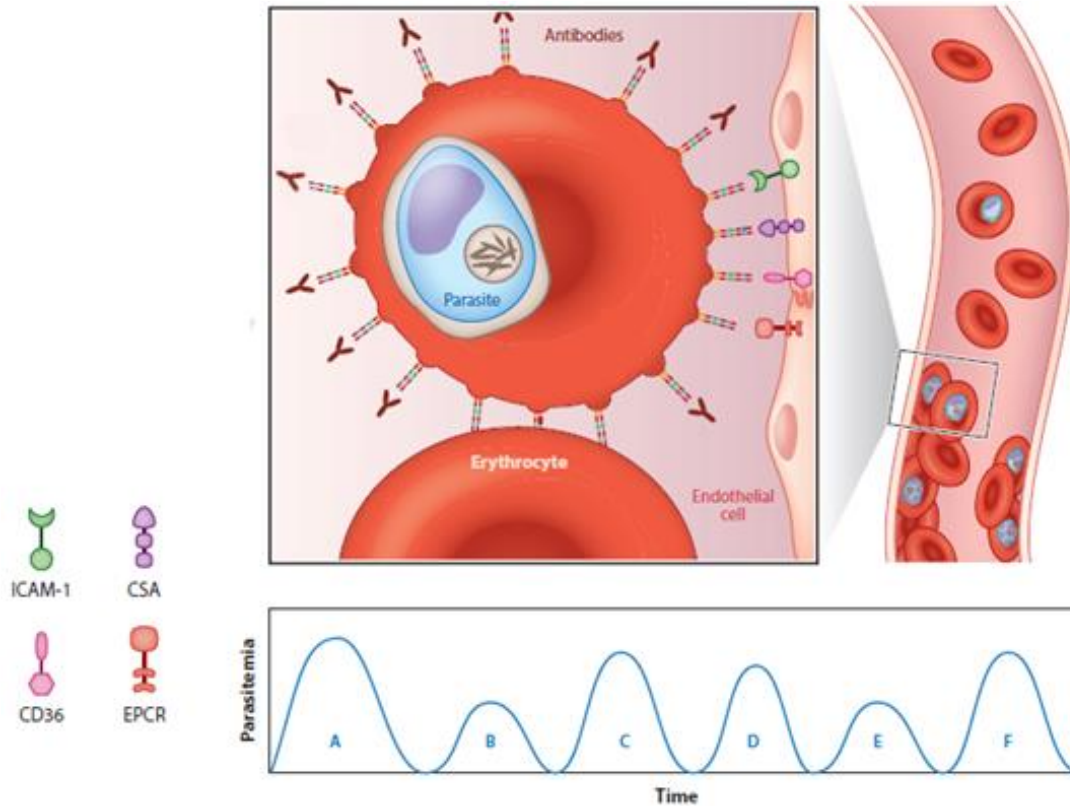 Antibodies
Parasite
Erythrocyte
Endothelial
cell
ICAM-1 CSA
CD36 EPCR
Parasitemia
A B C D E F
Time